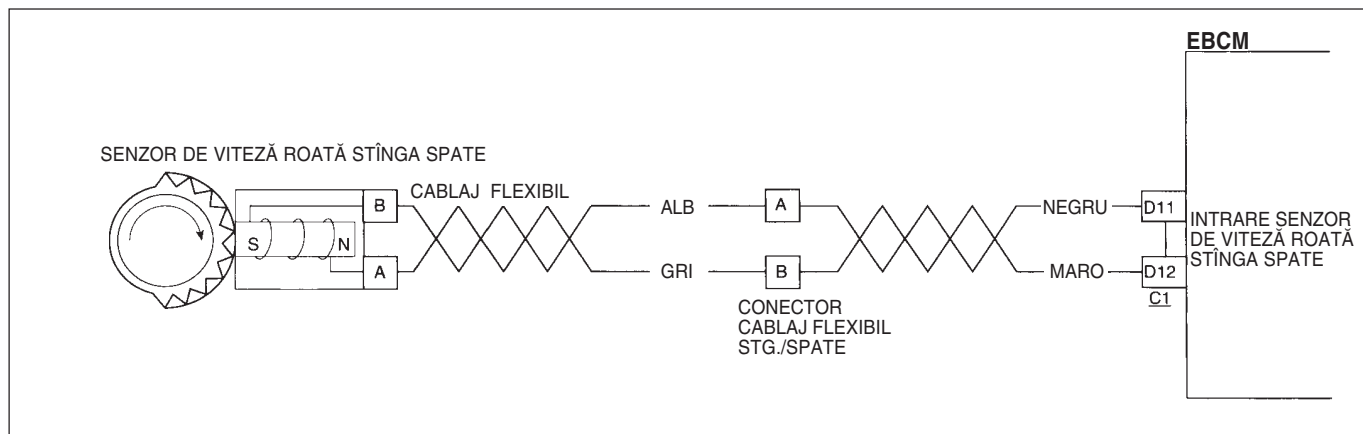 EBCM
SENZOR DE VITEZĂ ROATĂ STÎNGA SPATE
B
CABLAJ FLEXIBIL
ALB
A
NEGRU
D11
INTRARE SENZOR
DE VITEZĂ ROATĂ
STÎNGA SPATE
S
N
A
GRI
B
MARO
D12
C1
CONECTOR
CABLAJ FLEXIBIL
STG./SPATE